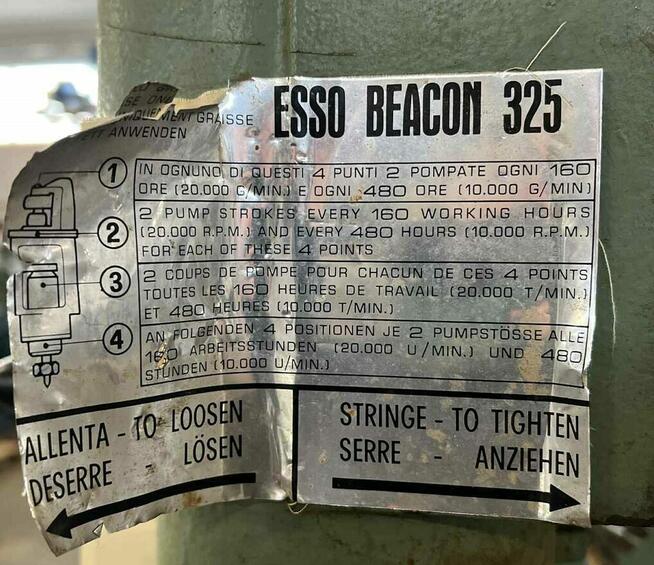 SE ON
UNIQUEMENT GRAISSE
FETT ANWENDEN
ESSO BEACON 325
1
IN OGNUNO DI QUESTI 4 PUNTI 2 POMPATE OGNI 160
ORE (20.000 G/MIN.) E OGNI 480 ORE (10.000 G/MIN)
2
2 PUMP STROKES EVERY 160 WORKING HOURS
(20.000 R.P.M.) AND EVERY 480 HOURS (10.000 R.P.M.)
FOR EACH OF THESE 4 POINTS
3
2 COUPS DE POMPE POUR CHACUN DE CES 4 POINTS
TOUTES LES 160 HEURES DE TRAVAIL (20.000 T/MIN.)
ET 480 HEURES (10.000 T/MIN.)
4
AN FOLGENDEN 4 POSITIONEN JE 2 PUMPSTÖSSE ALLE
160 ARBEITSSTUNDEN (20.000 U/MIN.) UND 480
STUNDEN (10.000 U/MIN.)
ALLENTA - TO LOOSEN
DESERRE - LÖSEN
STRINGE - TO TIGHTEN
SERRE - ANZIEHEN